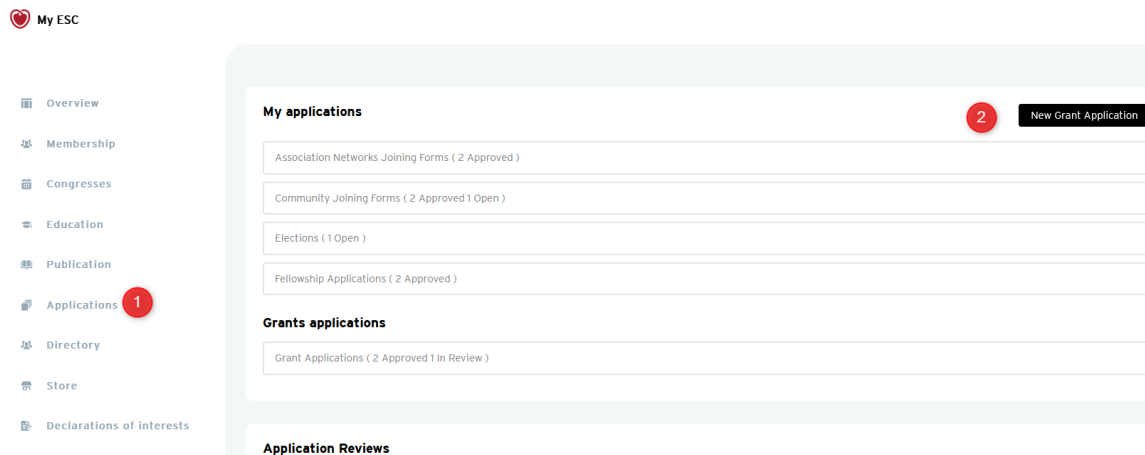 My ESC
Overview
Membership
Congresses
Education
Publication
Applications 1
Directory
Store
Declarations of interests
My applications
2 New Grant Application
Association Networks Joining Forms ( 2 Approved )
Community Joining Forms ( 2 Approved 1 Open )
Elections ( 1 Open )
Fellowship Applications ( 2 Approved )
Grants applications
Grant Applications ( 2 Approved 1 In Review )
Application Reviews